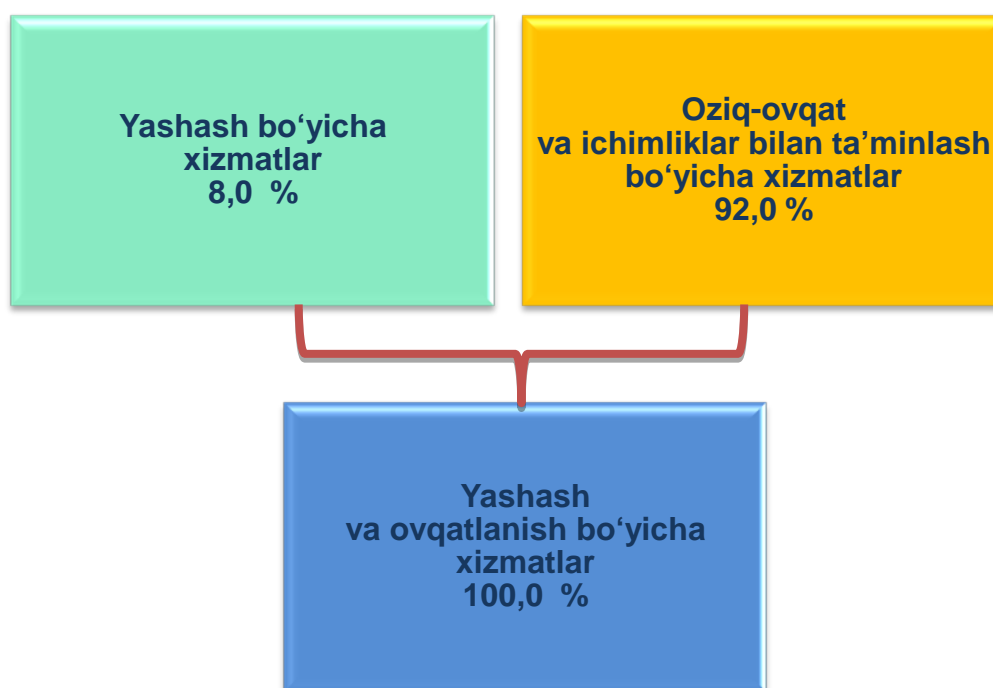 Yashash bo‘yicha
xizmatlar
8,0 %
Oziq-ovqat
va ichimliklar bilan ta’minlash
bo‘yicha xizmatlar
92,0 %
Yashash
va ovqatlanish bo‘yicha
xizmatlar
100,0 %